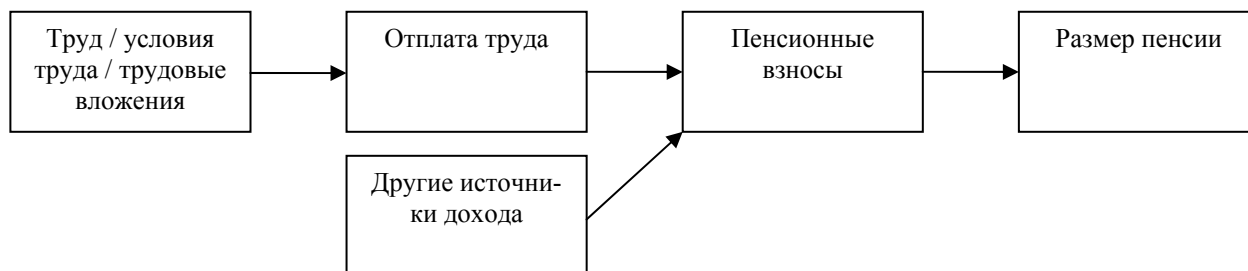 Труд / условия
труда / трудовые
вложения
Отплата труда
Пенсионные
взносы
Размер пенсии
Другие источни-
ки дохода